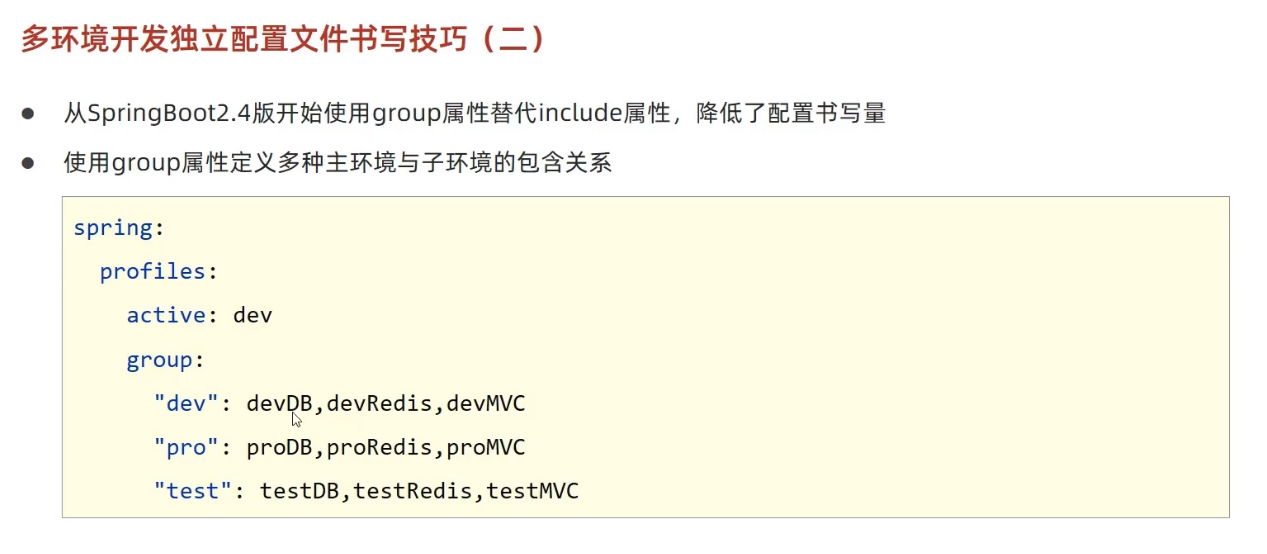 多环境开发独立配置文件书写技巧（二）
● 从SpringBoot2.4版开始使用group属性替代include属性，降低了配置书写量
● 使用group属性定义多种主环境与子环境的包含关系
spring:
  profiles:
    active: dev
    group:
      "dev": devDB,devRedis,devMVC
      "pro": proDB,proRedis,proMVC
      "test": testDB,testRedis,testMVC